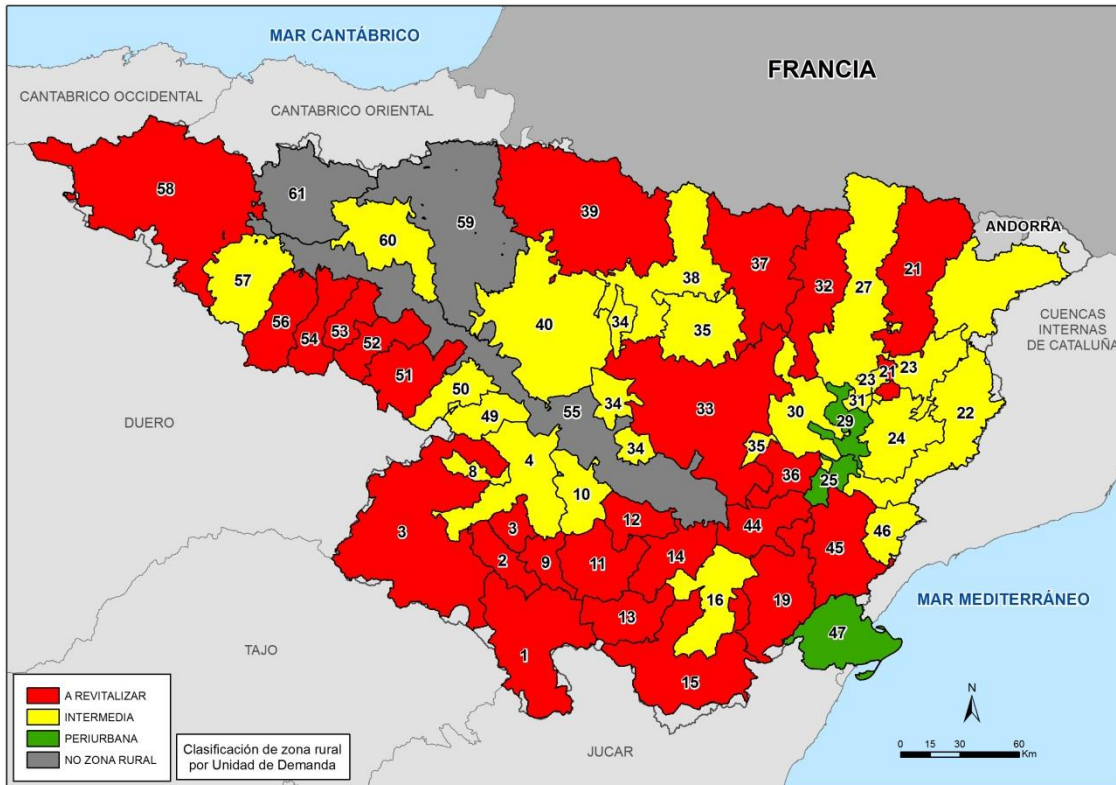 MAR CANTÁBRICO
FRANCIA
CANTABRICO OCCIDENTAL
CANTABRICO ORIENTAL
58
61
59
39
60
57
56
54
53
52
51
40
34
38
35
37
32
27
21
ANDORRA
CUENCAS
INTERNAS
DE CATALUÑA
23
21
23
31
22
29
30
24
25
33
35
36
34
34
55
50
49
DUERO
8
4
10
3
3
12
2
9
11
14
44
45
46
16
19
13
1
15
47
MAR MEDITERRÁNEO
TAJO
JUCAR
A REVITALIZAR
INTERMEDIA
PERIURBANA
NO ZONA RURAL
Clasificación de zona rural
por Unidad de Demanda
N
0 15 30 60
Km